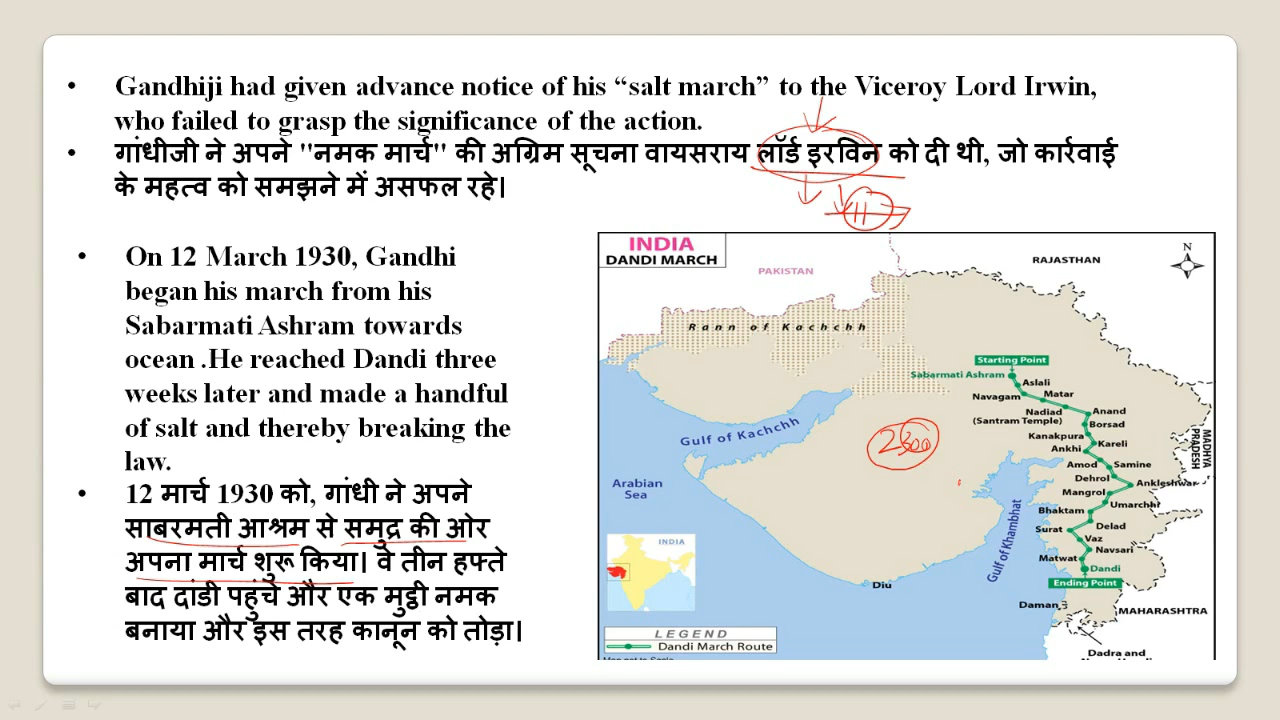 • Gandhiji had given advance notice of his “salt march” to the Viceroy Lord Irwin,
who failed to grasp the significance of the action.
• गांधीजी ने अपने "नमक मार्च" की अग्रिम सूचना वायसराय लॉर्ड इरविन को दी थी, जो कार्रवाई
के महत्व को समझने में असफल रहे।
• On 12 March 1930, Gandhi
began his march from his
Sabarmati Ashram towards
ocean .He reached Dandi three
weeks later and made a handful
of salt and thereby breaking the
law.
• 12 मार्च 1930 को, गांधी ने अपने
साबरमती आश्रम से समुद्र की ओर
अपना मार्च शुरू किया। वे तीन हफ्ते
बाद दांडी पहुंचे और एक मुट्ठी नमक
बनाया और इस तरह कानून को तोड़ा।
INDIA
DANDI MARCH
PAKISTAN
RAJASTHAN
N
Rann of Kachchh
Starting Point
Sabarmati Ashram
Aslali
Navagam
Matar
Nadiad
(Santram Temple)
Anand
Borsad
Kanakpura
Kareli
Ankhi
Amod
Samine
Dehrol
Ankleshwar
Mangrol
Umarchhr
Bhaktam
Surat
Delad
Vaz
Navsari
Matwat
Dandi
Ending Point
MADHYA
PRADESH
Gulf of Kachchh
2300
Arabian
Sea
Gulf of Khambhat
INDIA
Diu
Daman
MAHARASHTRA
Dadra and
LEGEND
Dandi March Route